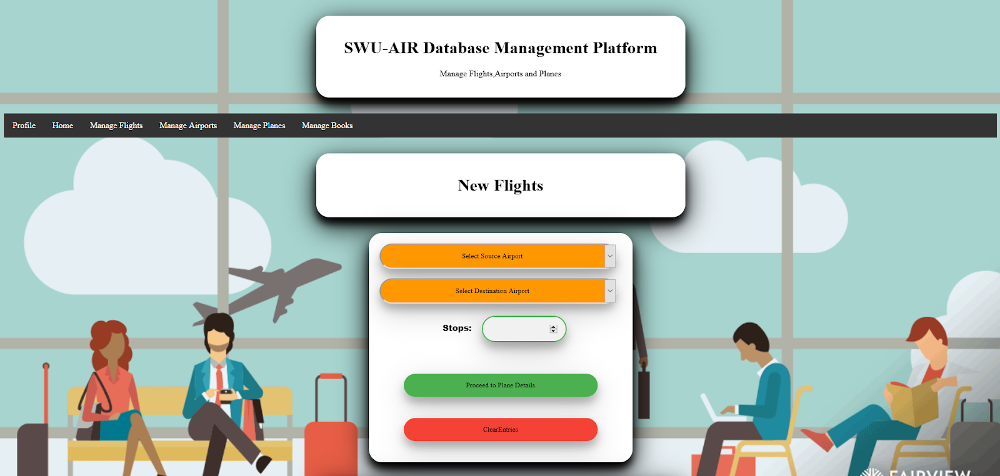 SWU-AIR Database Management Platform
Manage Flights,Airports and Planes
Profile Home Manage Flights Manage Airports Manage Planes Manage Books
New Flights
Select Source Airport
Select Destination Airport
Stops:
Proceed to Plane Details
ClearEntries
FAIRVIEW